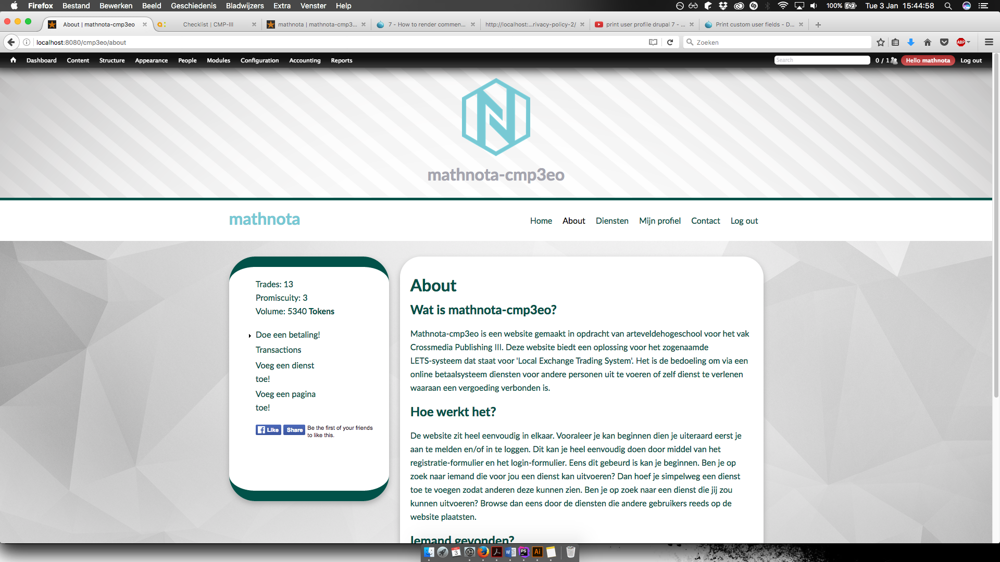 Firefox Bestand Bewerken Beeld Geschiedenis Bladwijzers Extra Venster Help 100% Tue 3 Jan 15:44:58
About | mathnota-cmp3eo Checklist | CMP-III mathnota | mathnota-cmp3... 7 - How to render commen... http://localhost:...rivacy-policy-2/ print user profile drupal 7 - ... Print custom user fields - D...
localhost:8080/cmp3eo/about Zoeken ABP
Dashboard Content Structure Appearance People Modules Configuration Accounting Reports Search 0 / 1 Hello mathnota Log out
N
mathnota-cmp3eo
mathnota
Home About Diensten Mijn profiel Contact Log out
Trades: 13
Promiscuity: 3
Volume: 5340 Tokens
Doe een betaling!
Transactions
Voeg een dienst
toe!
Voeg een pagina
toe!
Like Share Be the first of your friends
to like this.
About
Wat is mathnota-cmp3eo?
Mathnota-cmp3eo is een website gemaakt in opdracht van arteveldehogeschool voor het vak
Crossmedia Publishing III. Deze website biedt een oplossing voor het zogenaamde
LETS-systeem dat staat voor 'Local Exchange Trading System'. Het is de bedoeling om via een
online betaalsysteem diensten voor andere personen uit te voeren of zelf dienst te verlenen
waaraan een vergoeding verbonden is.
Hoe werkt het?
De website zit heel eenvoudig in elkaar. Vooraleer je kan beginnen dien je uiteraard eerst je
aan te melden en/of in te loggen. Dit kan je heel eenvoudig doen door middel van het
registratie-formulier en het login-formulier. Eens dit gebeurd is kan je beginnen. Ben je op
zoek naar iemand die voor jou een dienst kan uitvoeren? Dan hoef je simpelweg een dienst
toe te voegen zodat anderen deze kunnen zien. Ben je op zoek naar een dienst die jij zou
kunnen uitvoeren? Browse dan eens door de diensten die andere gebruikers reeds op de
website plaatsten.
Iemand gevonden?
3 W PS Ai